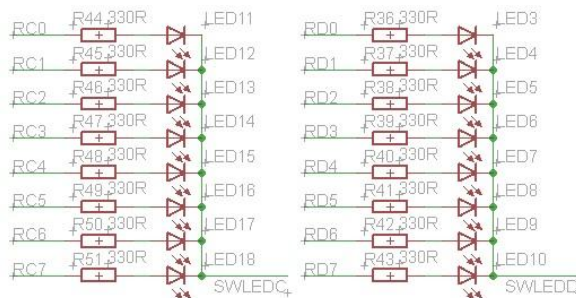 RC0 R44 330R LED11
RC1 R45 330R LED12
RC2 R46 330R LED13
RC3 R47 330R LED14
RC4 R48 330R LED15
RC5 R49 330R LED16
RC6 R50 330R LED17
RC7 R51 330R LED18
SWLEDC
RD0 R36 330R LED3
RD1 R37 330R LED4
RD2 R38 330R LED5
RD3 R39 330R LED6
RD4 R40 330R LED7
RD5 R41 330R LED8
RD6 R42 330R LED9
RD7 R43 330R LED10
SWLEDD